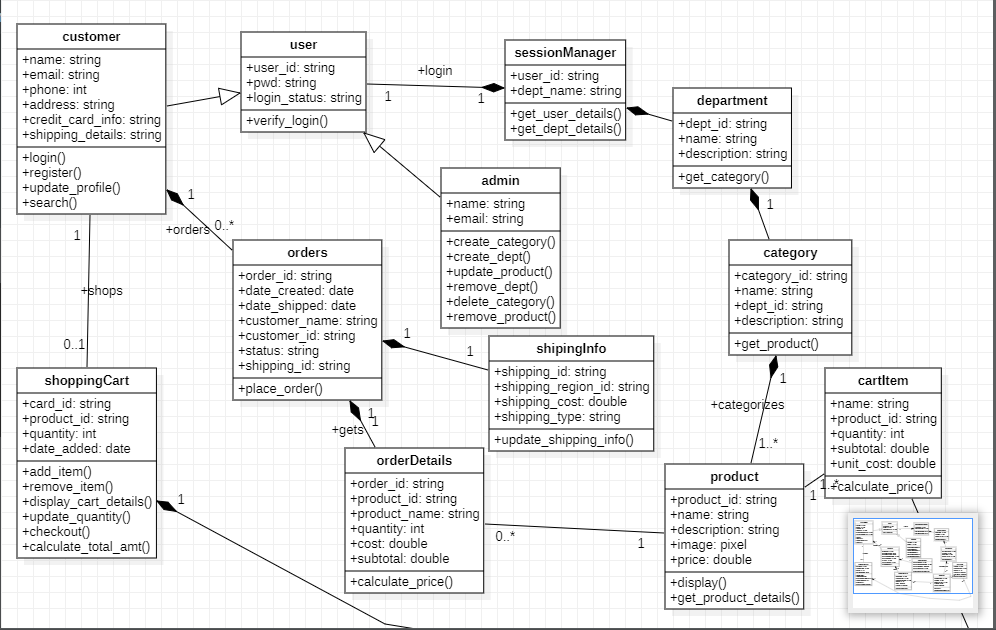 customer
+name: string
+email: string
+phone: int
+address: string
+credit_card_info: string
+shipping_details: string
+login()
+register()
+update_profile()
+search()
user
+user_id: string
+pwd: string
+login_status: string
+verify_login()
+login
1
1
sessionManager
+user_id: string
+dept_name: string
+get_user_details()
+get_dept_details()
department
+dept_id: string
+name: string
+description: string
+get_category()
1
admin
+name: string
+email: string
+create_category()
+create_dept()
+update_product()
+remove_dept()
+delete_category()
+remove_product()
1
+orders
0..*
1
+shops
0..1
orders
+order_id: string
+date_created: date
+date_shipped: date
+customer_name: string
+customer_id: string
+status: string
+shipping_id: string
+place_order()
1
1
category
+category_id: string
+name: string
+dept_id: string
+description: string
+get_product()
1
+categorizes
1..*
shipingInfo
+shipping_id: string
+shipping_region_id: string
+shipping_cost: double
+shipping_type: string
+update_shipping_info()
shoppingCart
+card_id: string
+product_id: string
+quantity: int
+date_added: date
+add_item()
+remove_item()
+display_cart_details()
+update_quantity()
+checkout()
+calculate_total_amt()
1
1
1
+gets
orderDetails
+order_id: string
+product_id: string
+product_name: string
+quantity: int
+cost: double
+subtotal: double
+calculate_price()
0..*
1
product
+product_id: string
+name: string
+description: string
+image: pixel
+price: double
+display()
+get_product_details()
1
1..*
cartItem
+name: string
+product_id: string
+quantity: int
+subtotal: double
+unit_cost: double
+calculate_price()